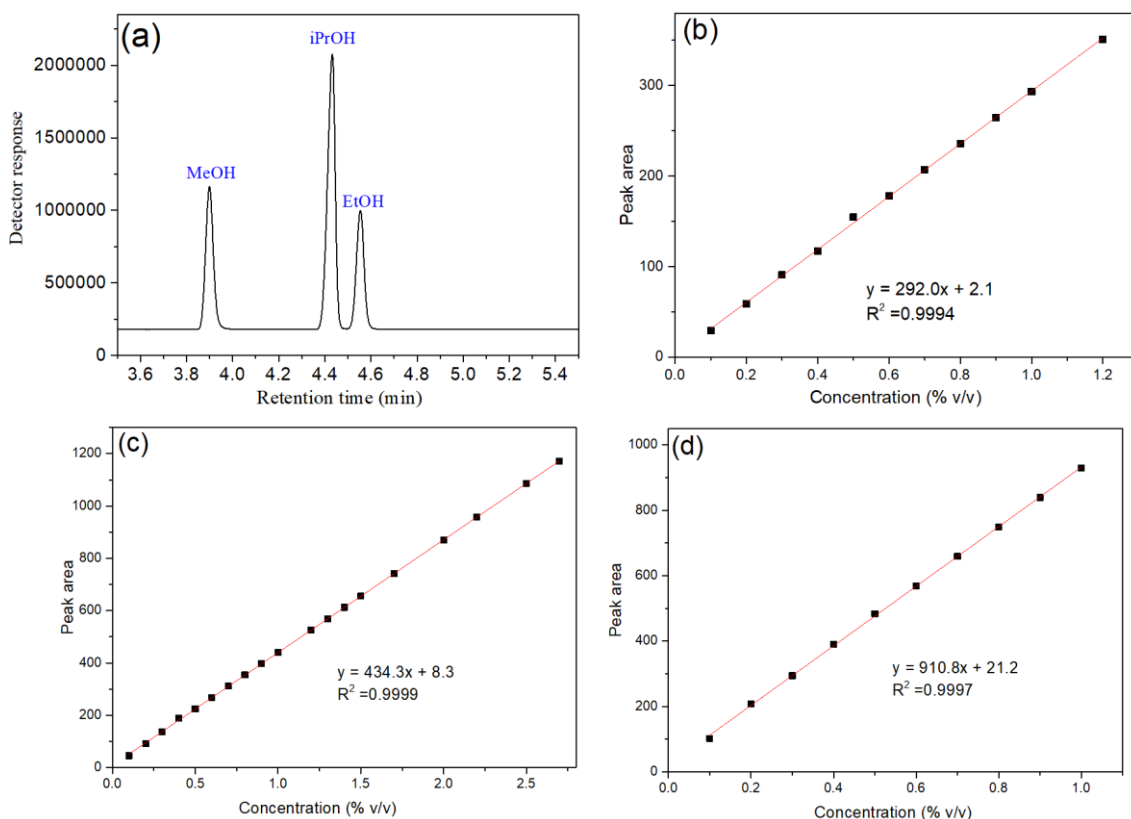 (a)
iPrOH
MeOH
EtOH
Detector response
2000000
1500000
1000000
500000
0
3.6 3.8 4.0 4.2 4.4 4.6 4.8 5.0 5.2 5.4
Retention time (min)
(b)
Peak area
300
200
100
0
y = 292.0x + 2.1
R² =0.9994
0.0 0.2 0.4 0.6 0.8 1.0 1.2
Concentration (% v/v)
(c)
Peak area
1200
1000
800
600
400
200
0
y = 434.3x + 8.3
R² =0.9999
0.0 0.5 1.0 1.5 2.0 2.5
Concentration (% v/v)
(d)
Peak area
1000
800
600
400
200
0
y = 910.8x + 21.2
R² =0.9997
0.0 0.2 0.4 0.6 0.8 1.0
Concentration (% v/v)